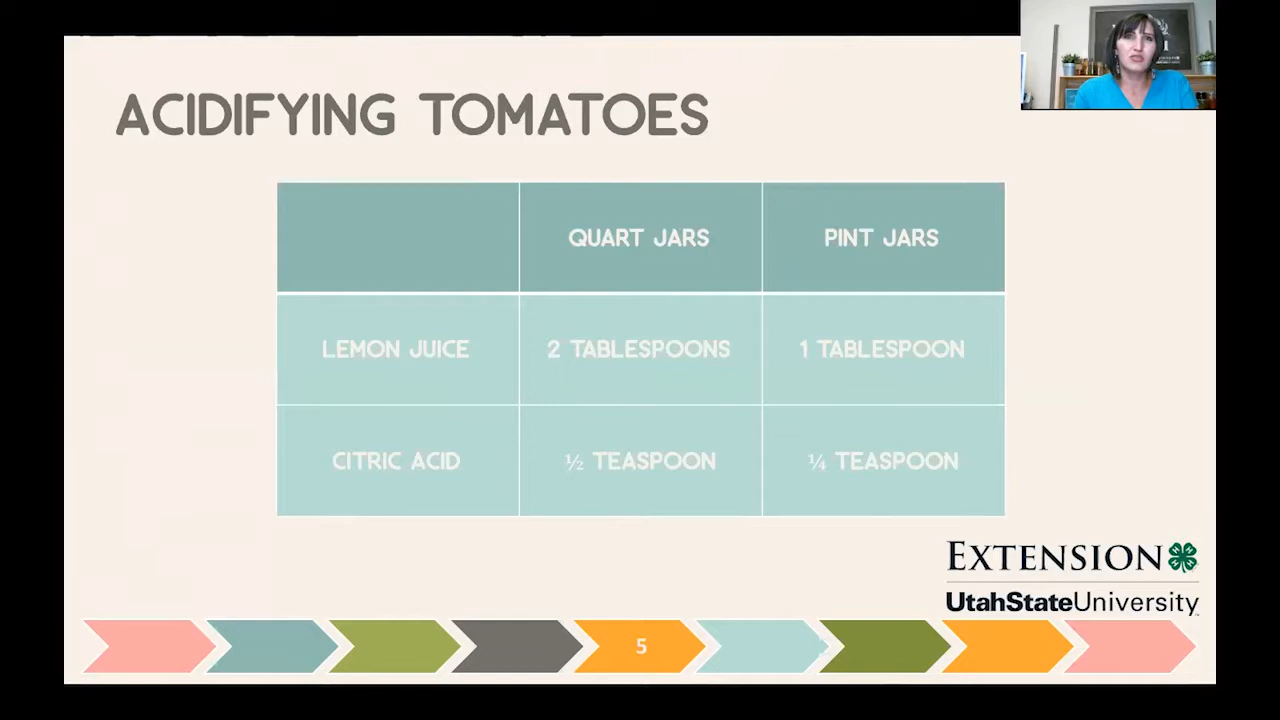 ACIDIFYING TOMATOES
QUART JARS
PINT JARS
LEMON JUICE
2 TABLESPOONS
1 TABLESPOON
CITRIC ACID
½ TEASPOON
¼ TEASPOON
EXTENSION
UtahStateUniversity
5